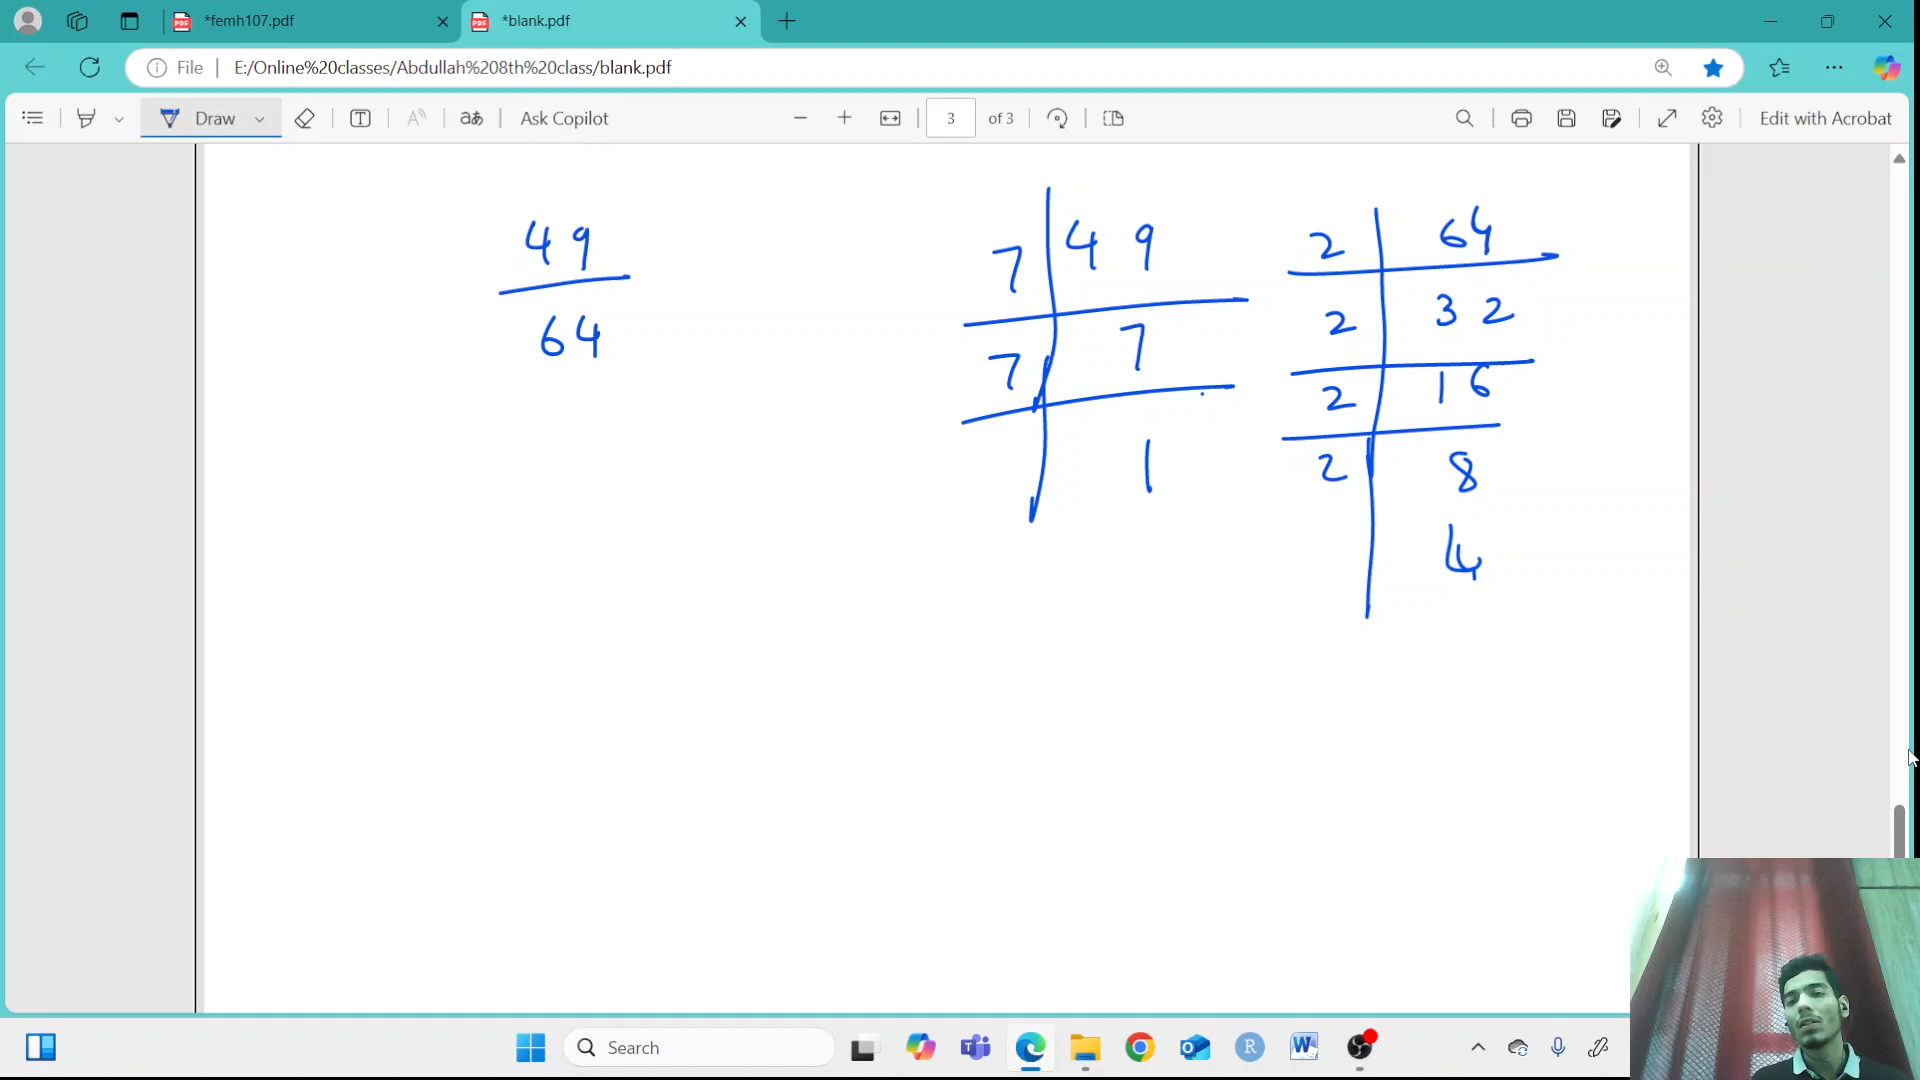 *femh107.pdf
*blank.pdf
File
E:/Online%20classes/Abdullah%208th%20class/blank.pdf
Draw
T
A
aあ
Ask Copilot
3 of 3
Edit with Acrobat
49
64
7 49
7 7
1
2 64
2 32
2 16
2 8
4
Search